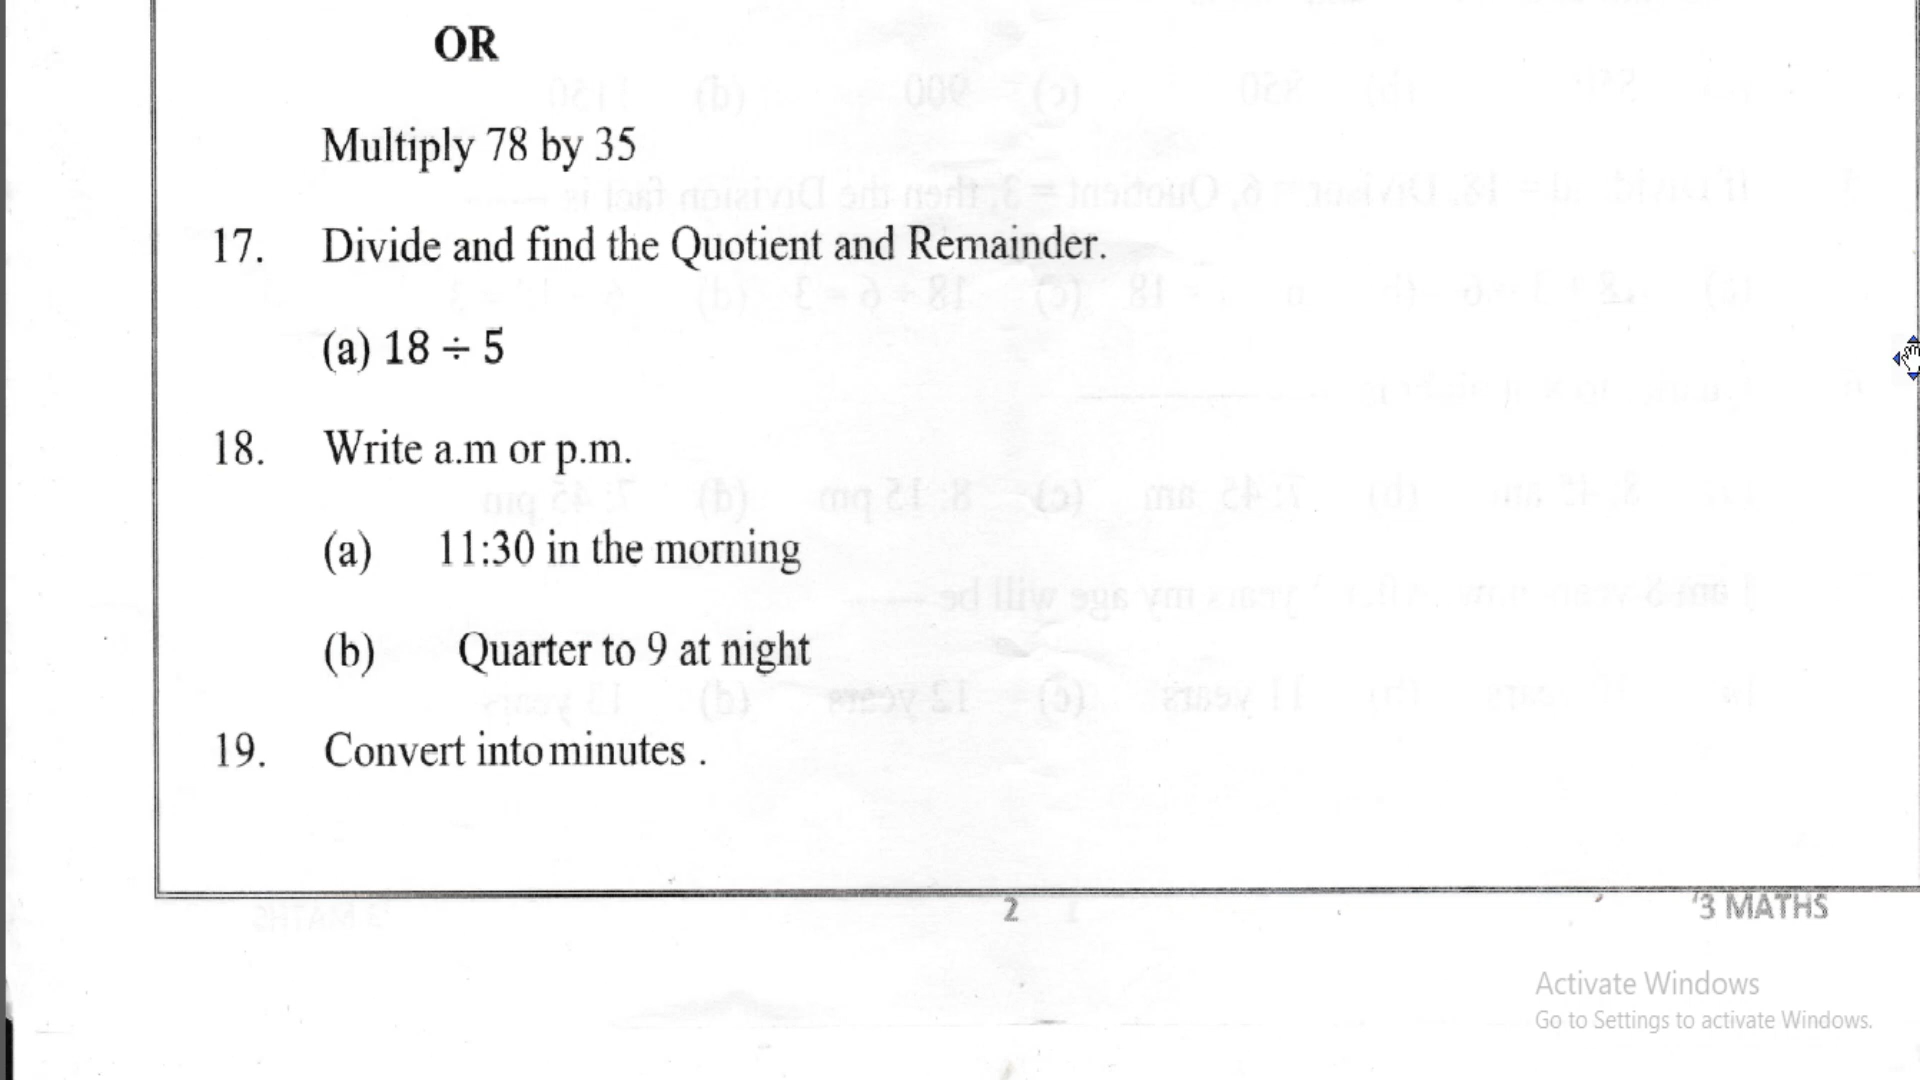 OR
Multiply 78 by 35
17. Divide and find the Quotient and Remainder.
(a) 18 ÷ 5
18. Write a.m or p.m.
(a) 11:30 in the morning
(b) Quarter to 9 at night
19. Convert into minutes .
2
'3 MATHS
Activate Windows
Go to Settings to activate Windows.